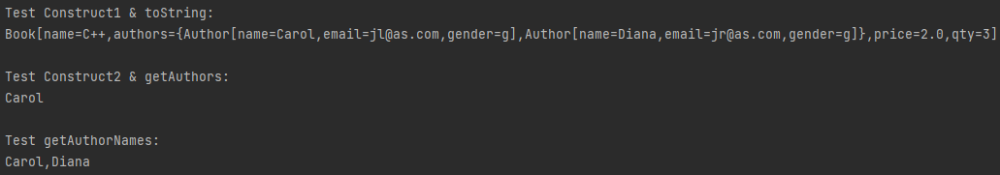 Test Construct1 & toString:
Book[name=C++,authors={Author[name=Carol,email=jl@as.com,gender=g],Author[name=Diana,email=jr@as.com,gender=g]},price=2.0,qty=3]
Test Construct2 & getAuthors:
Carol
Test getAuthorNames:
Carol,Diana